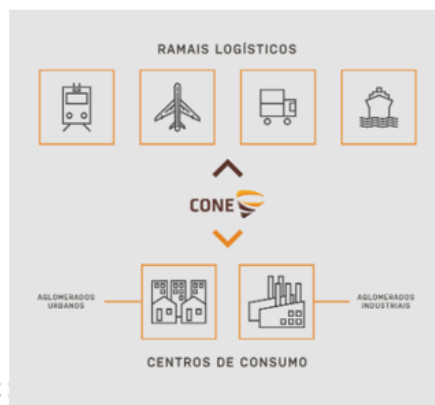 RAMAIS LOGÍSTICOS
CONE
AGLOMERADOS
URBANOS
AGLOMERADOS
INDUSTRIAIS
CENTROS DE CONSUMO